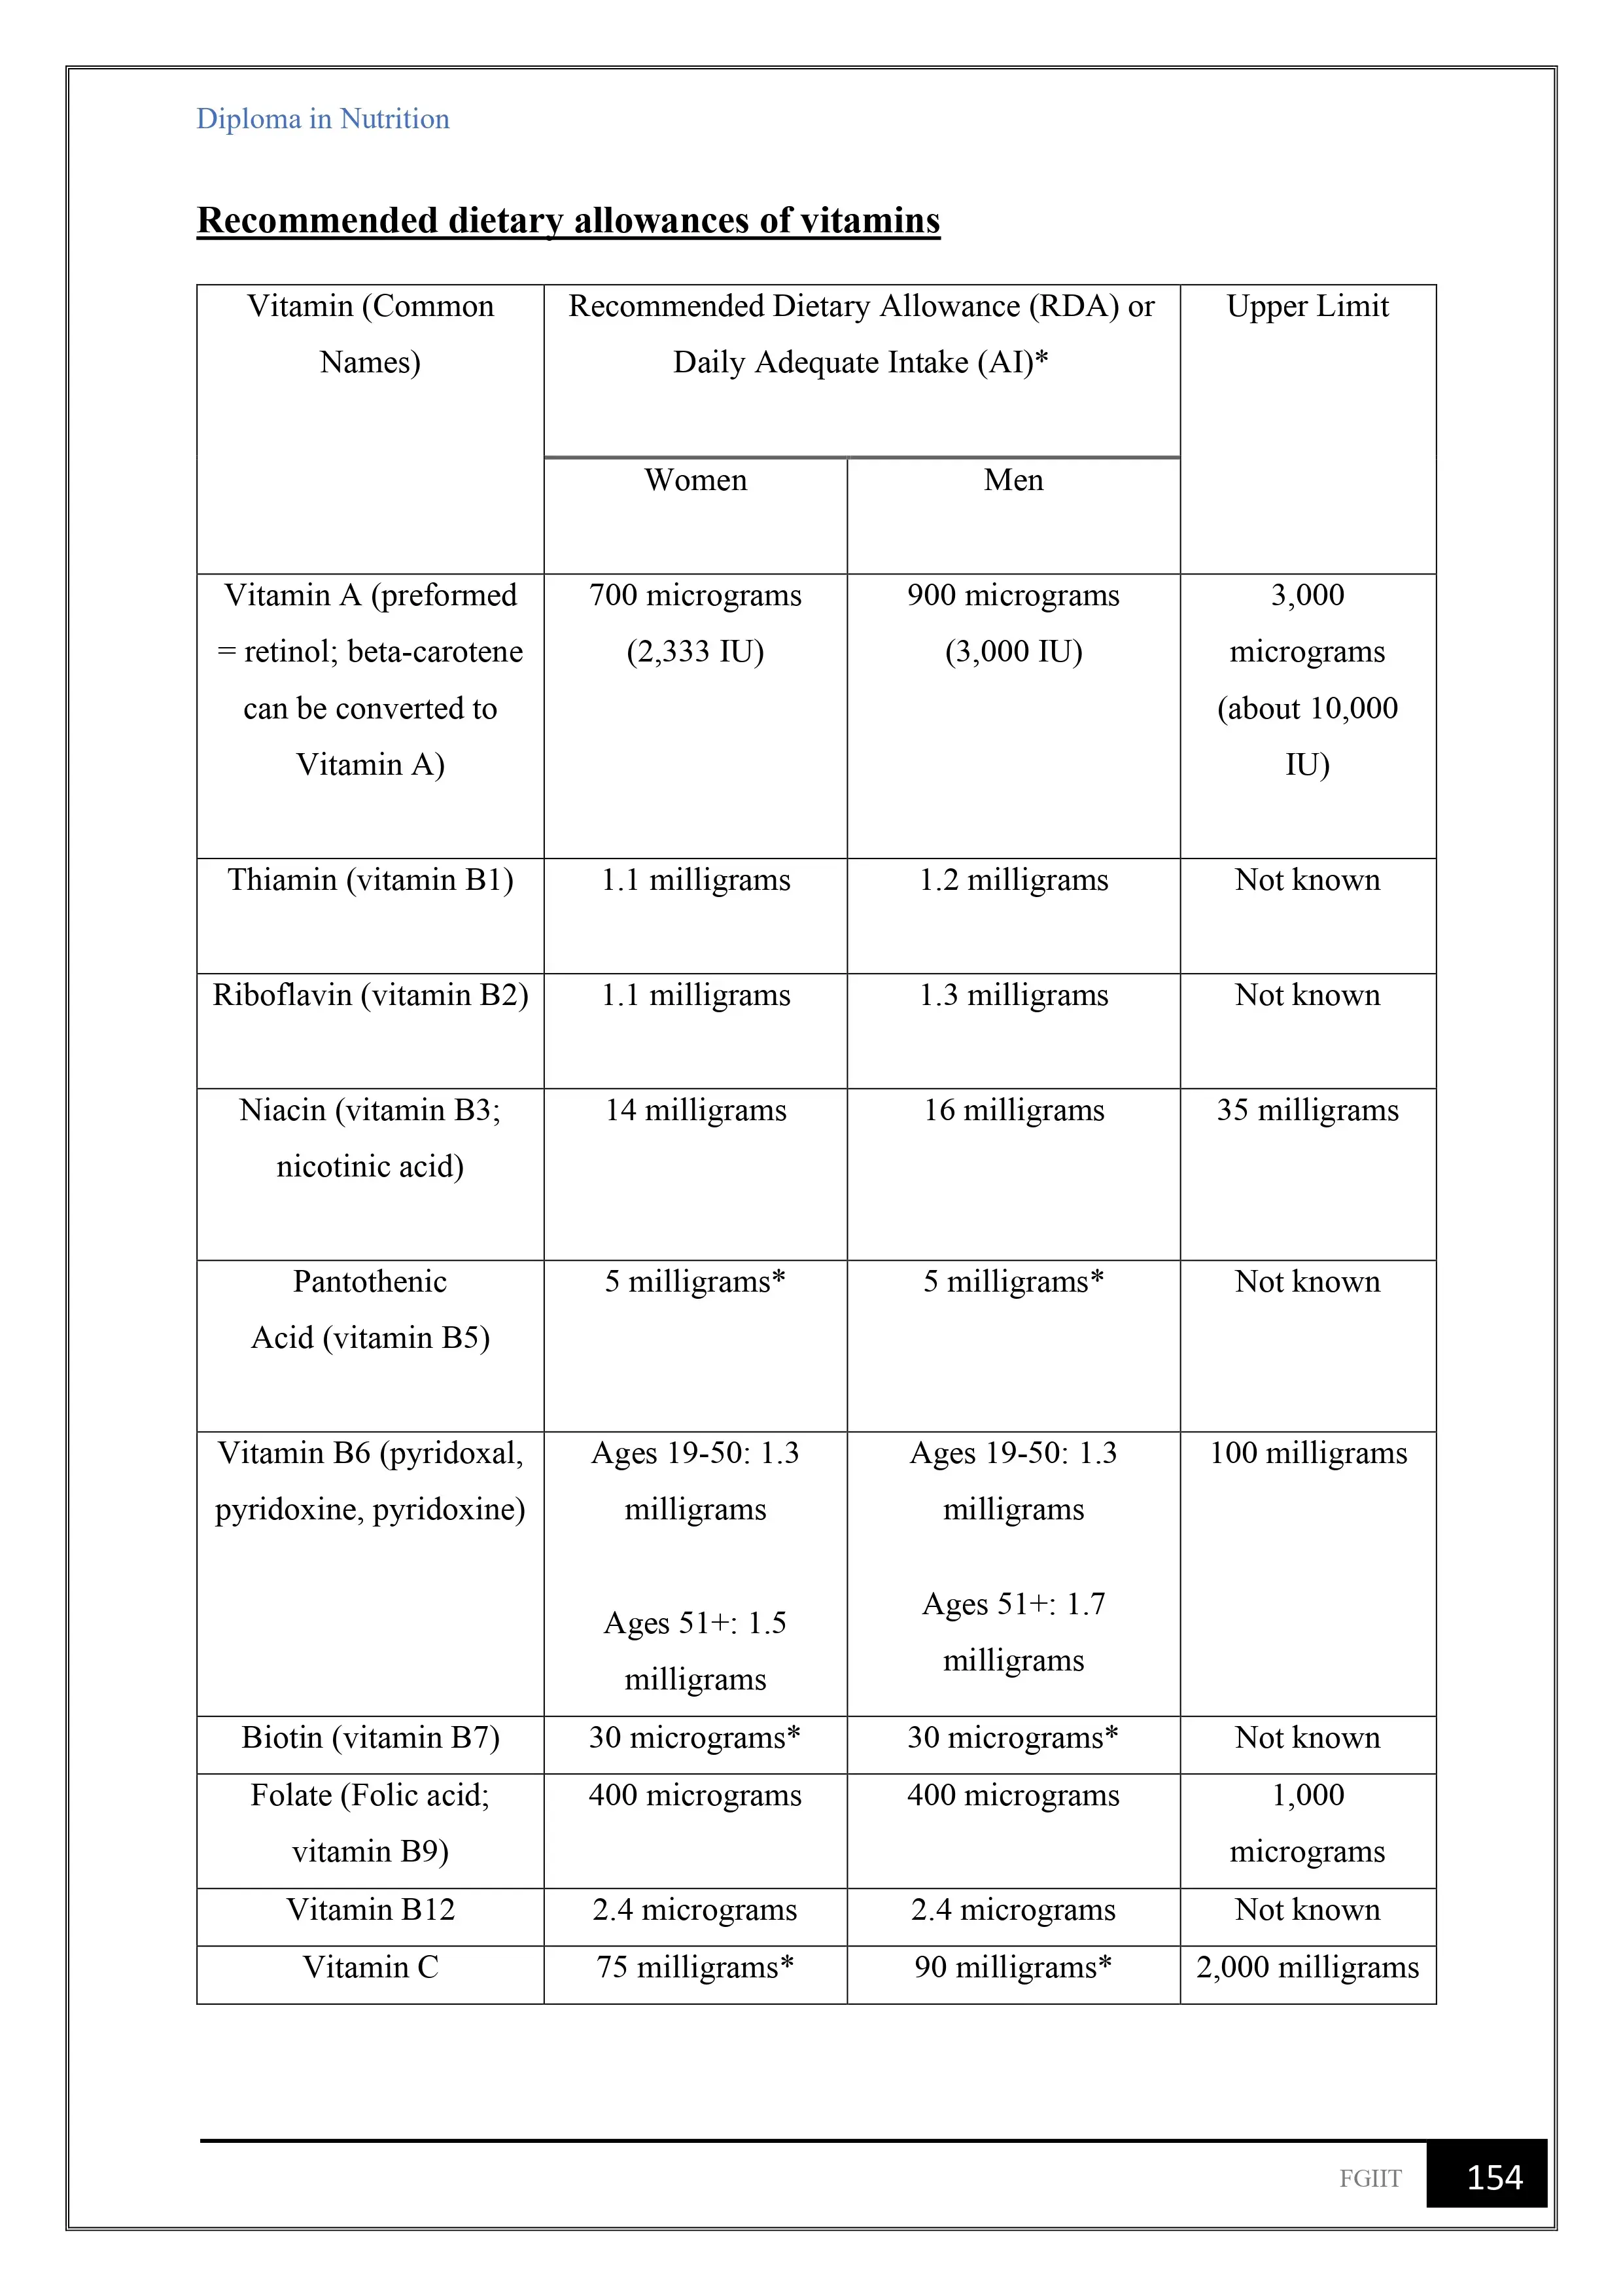 Diploma in Nutrition
Recommended dietary allowances of vitamins
Vitamin (Common
Names)
Recommended Dietary Allowance (RDA) or
Daily Adequate Intake (AI)*
Upper Limit
Women
Men
Vitamin A (preformed
= retinol; beta-carotene
can be converted to
Vitamin A)
700 micrograms
(2,333 IU)
900 micrograms
(3,000 IU)
3,000
micrograms
(about 10,000
IU)
Thiamin (vitamin B1)
1.1 milligrams
1.2 milligrams
Not known
Riboflavin (vitamin B2)
1.1 milligrams
1.3 milligrams
Not known
Niacin (vitamin B3;
nicotinic acid)
14 milligrams
16 milligrams
35 milligrams
Pantothenic
Acid (vitamin B5)
5 milligrams*
5 milligrams*
Not known
Vitamin B6 (pyridoxal,
pyridoxine, pyridoxine)
Ages 19-50: 1.3
milligrams
Ages 51+: 1.5
milligrams
Ages 19-50: 1.3
milligrams
Ages 51+: 1.7
milligrams
100 milligrams
Biotin (vitamin B7)
30 micrograms*
30 micrograms*
Not known
Folate (Folic acid;
vitamin B9)
400 micrograms
400 micrograms
1,000
micrograms
Vitamin B12
2.4 micrograms
2.4 micrograms
Not known
Vitamin C
75 milligrams*
90 milligrams*
2,000 milligrams
FGIIT
154